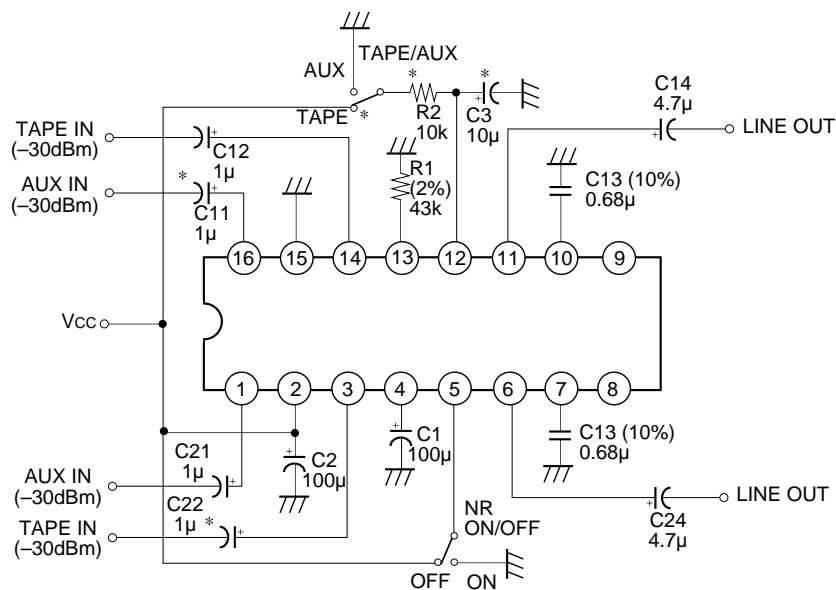 TAPE/AUX
AUX
TAPE *
*
R2
10k
*
C3
10µ
C14
4.7µ
LINE OUT
TAPE IN
(–30dBm)
C12
1µ
AUX IN
(–30dBm)
*
C11
1µ
R1
(2%)
43k
C13 (10%)
0.68µ
16 15 14 13 12 11 10 9
VCC
1 2 3 4 5 6 7 8
C21
1µ
AUX IN
(–30dBm)
C2
100µ
C1
100µ
C13 (10%)
0.68µ
C22
1µ *
TAPE IN
(–30dBm)
NR
ON/OFF
OFF ON
C24
4.7µ
LINE OUT
+ + + + + + + + + + +